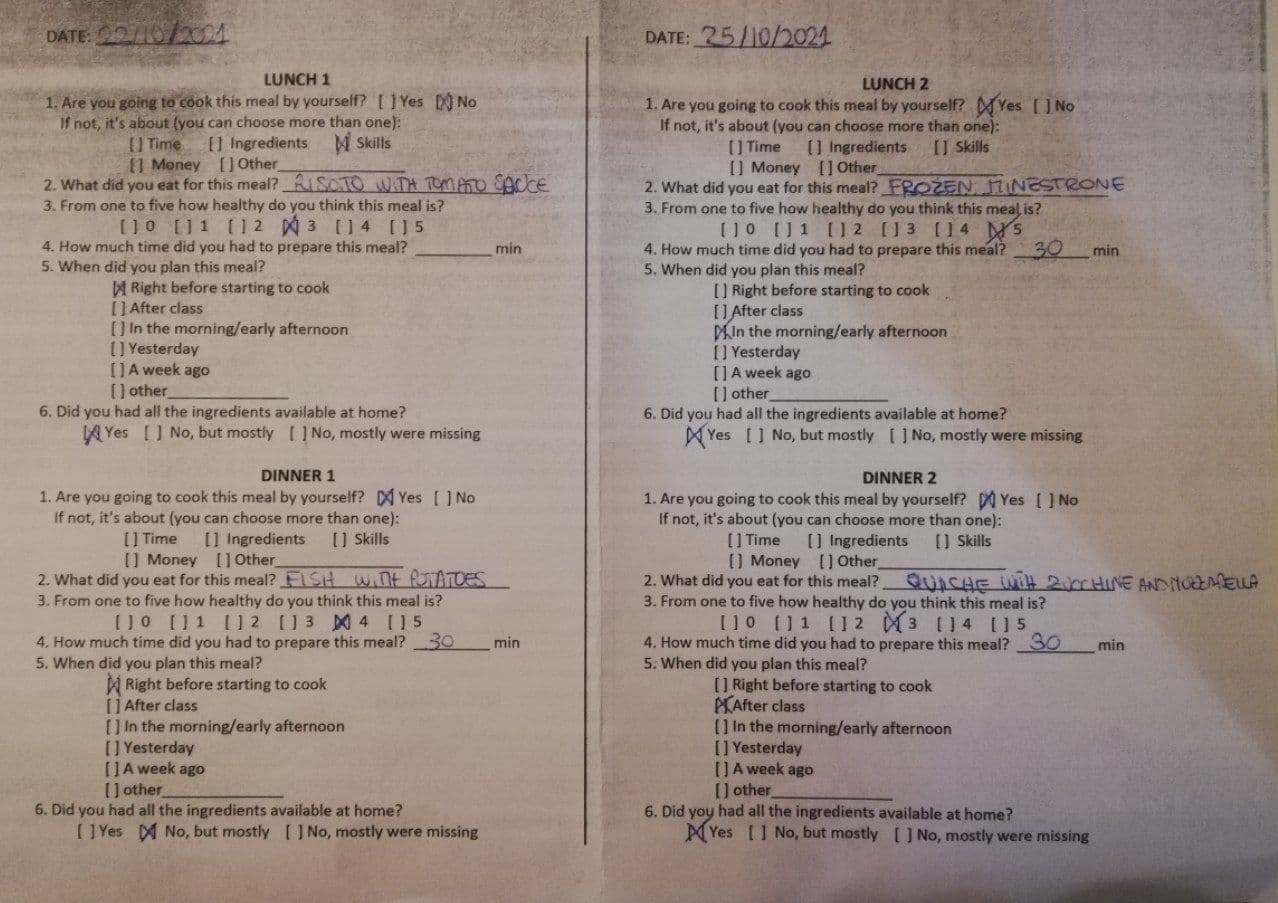 DATE: 22/10/2021
LUNCH 1
1. Are you going to cook this meal by yourself? [ ] Yes [X] No
If not, it's about (you can choose more than one):
[ ] Time [ ] Ingredients [X] Skills
[ ] Money [ ] Other____________
2. What did you eat for this meal? RISOTO WITH TOMATO SAUCE
3. From one to five how healthy do you think this meal is?
[ ] 0 [ ] 1 [ ] 2 [X] 3 [ ] 4 [ ] 5
4. How much time did you had to prepare this meal? ________ min
5. When did you plan this meal?
[X] Right before starting to cook
[ ] After class
[ ] In the morning/early afternoon
[ ] Yesterday
[ ] A week ago
[ ] other____________
6. Did you had all the ingredients available at home?
[X] Yes [ ] No, but mostly [ ] No, mostly were missing
DINNER 1
1. Are you going to cook this meal by yourself? [X] Yes [ ] No
If not, it's about (you can choose more than one):
[ ] Time [ ] Ingredients [ ] Skills
[ ] Money [ ] Other____________
2. What did you eat for this meal? FISH WITH POTATOES
3. From one to five how healthy do you think this meal is?
[ ] 0 [ ] 1 [ ] 2 [ ] 3 [X] 4 [ ] 5
4. How much time did you had to prepare this meal? 30 min
5. When did you plan this meal?
[X] Right before starting to cook
[ ] After class
[ ] In the morning/early afternoon
[ ] Yesterday
[ ] A week ago
[ ] other____________
6. Did you had all the ingredients available at home?
[ ] Yes [X] No, but mostly [ ] No, mostly were missing
DATE: 25/10/2021
LUNCH 2
1. Are you going to cook this meal by yourself? [X] Yes [ ] No
If not, it's about (you can choose more than one):
[ ] Time [ ] Ingredients [ ] Skills
[ ] Money [ ] Other____________
2. What did you eat for this meal? FROZEN MINESTRONE
3. From one to five how healthy do you think this meal is?
[ ] 0 [ ] 1 [ ] 2 [ ] 3 [ ] 4 [X] 5
4. How much time did you had to prepare this meal? 30 min
5. When did you plan this meal?
[ ] Right before starting to cook
[ ] After class
[X] In the morning/early afternoon
[ ] Yesterday
[ ] A week ago
[ ] other____________
6. Did you had all the ingredients available at home?
[X] Yes [ ] No, but mostly [ ] No, mostly were missing
DINNER 2
1. Are you going to cook this meal by yourself? [X] Yes [ ] No
If not, it's about (you can choose more than one):
[ ] Time [ ] Ingredients [ ] Skills
[ ] Money [ ] Other____________
2. What did you eat for this meal? QUACHE WITH ZUCCHINE AND MOZZARELLA
3. From one to five how healthy do you think this meal is?
[ ] 0 [ ] 1 [ ] 2 [X] 3 [ ] 4 [ ] 5
4. How much time did you had to prepare this meal? 30 min
5. When did you plan this meal?
[ ] Right before starting to cook
[X] After class
[ ] In the morning/early afternoon
[ ] Yesterday
[ ] A week ago
[ ] other____________
6. Did you had all the ingredients available at home?
[X] Yes [ ] No, but mostly [ ] No, mostly were missing